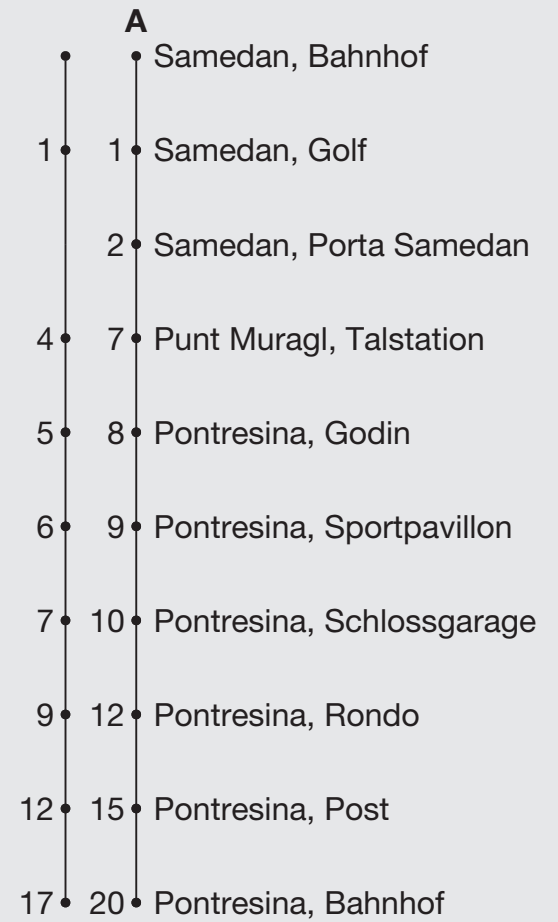 A
Samedan, Bahnhof
1 1 Samedan, Golf
2 Samedan, Porta Samedan
4 7 Punt Muragl, Talstation
5 8 Pontresina, Godin
6 9 Pontresina, Sportpavillon
7 10 Pontresina, Schlossgarage
9 12 Pontresina, Rondo
12 15 Pontresina, Post
17 20 Pontresina, Bahnhof